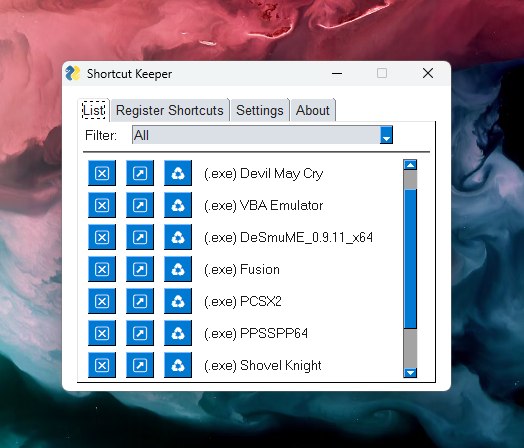 Shortcut Keeper
List Register Shortcuts Settings About
Filter: All
(.exe) Devil May Cry
(.exe) VBA Emulator
(.exe) DeSmuME_0.9.11_x64
(.exe) Fusion
(.exe) PCSX2
(.exe) PPSSPP64
(.exe) Shovel Knight